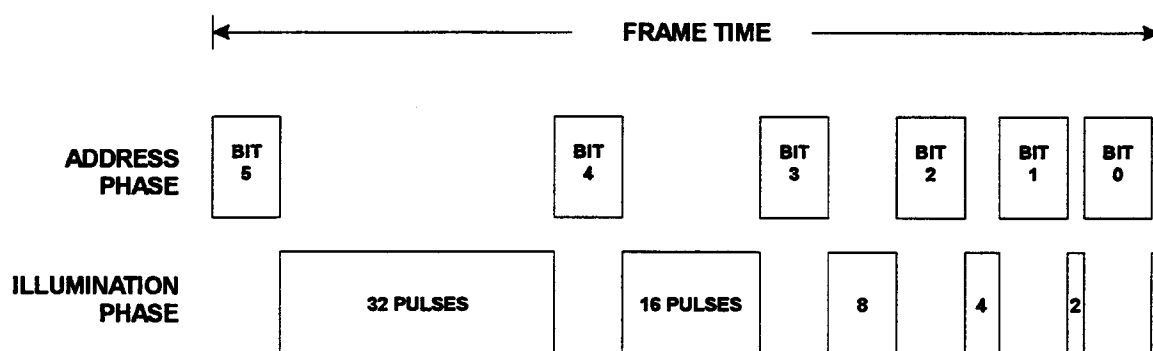 FRAME TIME
ADDRESS
PHASE
BIT
5
BIT
4
BIT
3
BIT
2
BIT
1
BIT
0
ILLUMINATION
PHASE
32 PULSES
16 PULSES
8
4
2